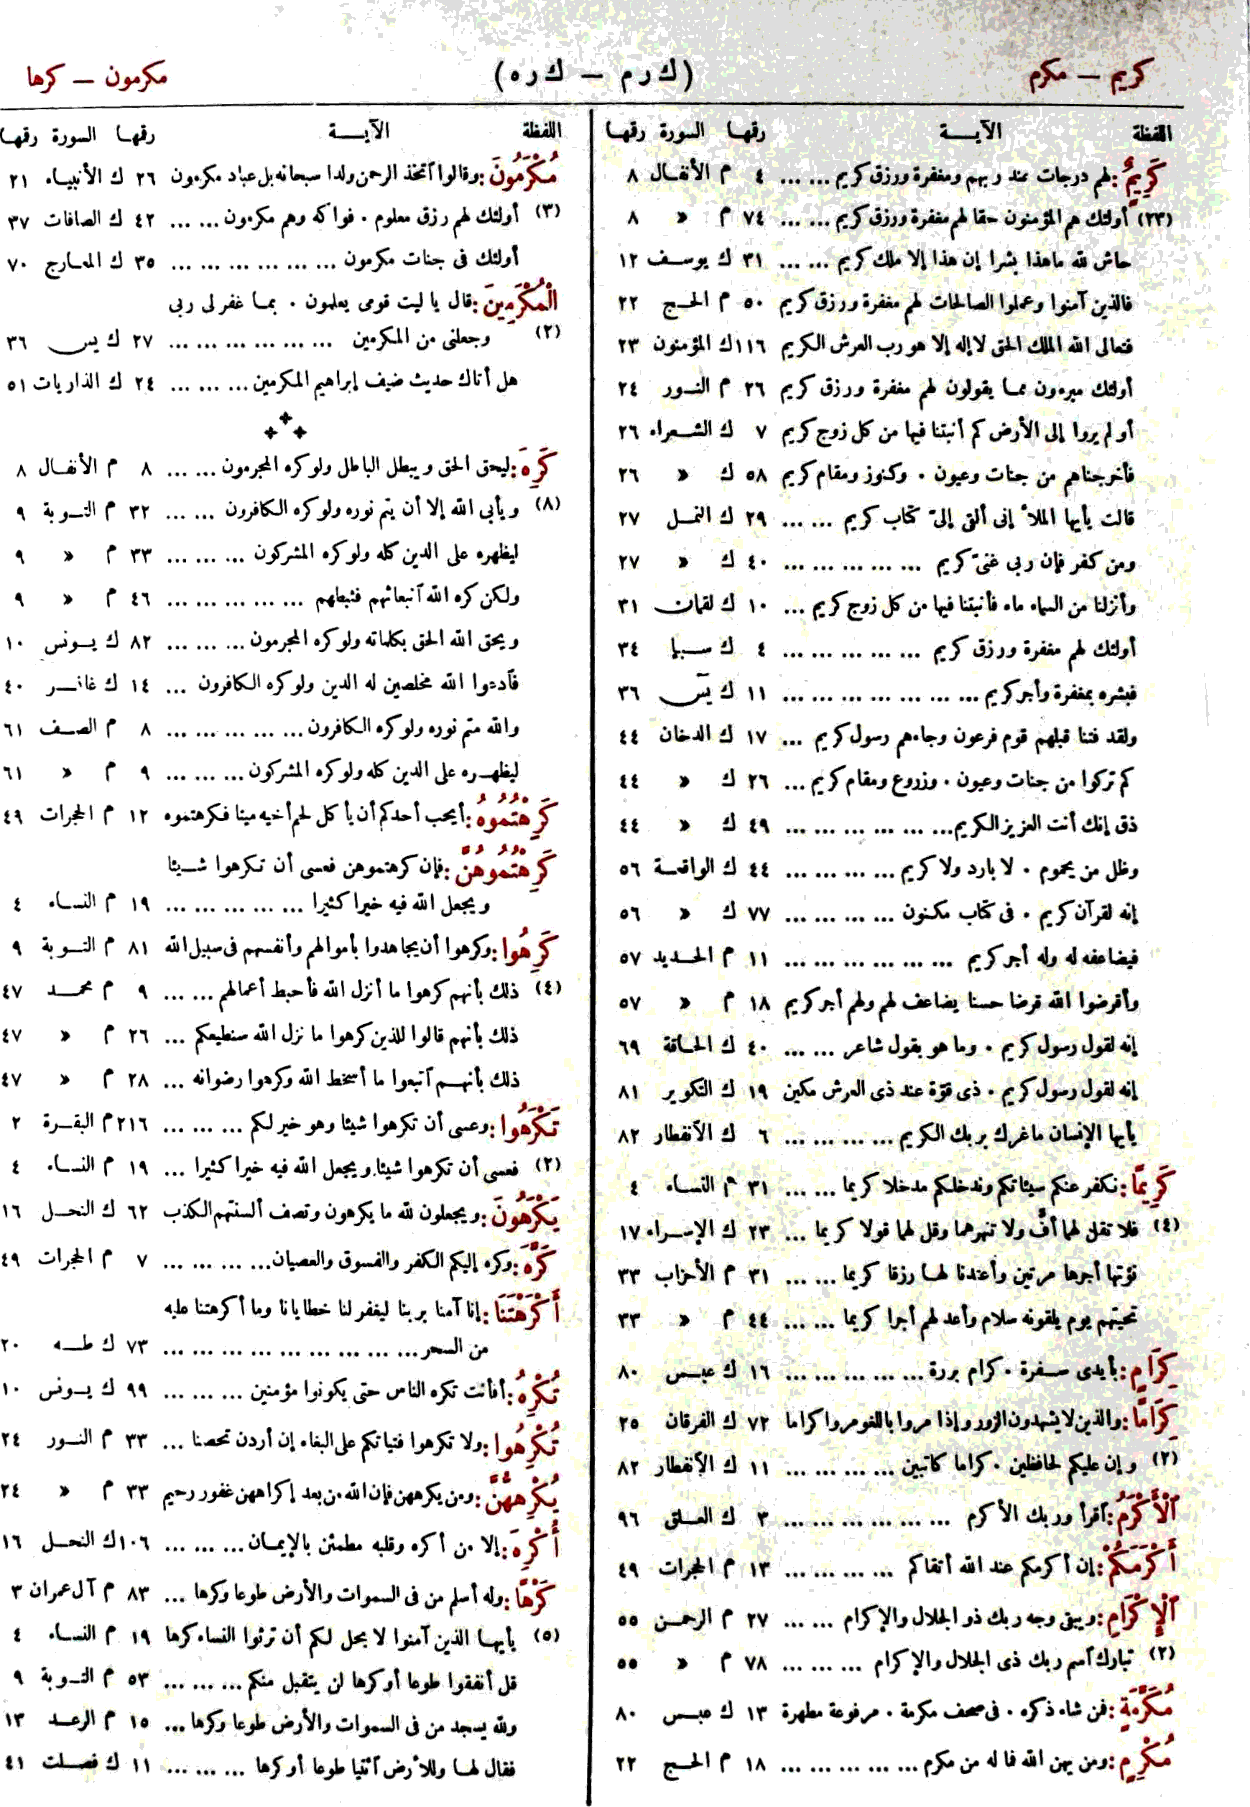 كريم — مكرم
(ك ر م — ك ر ه)
مكرمون — كرها
اللفظة الآيــة رقمها السورة رقمها
كَرِيمٌ: لهم درجات عند ربهم ومغفرة ورزق كريم ... ... ٤ م الأنفال ٨
(٢٣) أولئك هم المؤمنون حقا لهم مغفرة ورزق كريم ... ... ٧٤ م « ٨
حاش لله ماهذا بشرا إن هذا إلا ملك كريم ... ... ٣١ ك يوسف ١٢
فالذين آمنوا وعملوا الصالحات لهم مغفرة ورزق كريم ٥٠ م الحج ٢٢
فتعالى الله الملك الحق لاإله إلا هو رب العرش الكريم ١١٦ ك المؤمنون ٢٣
أولئك مبرءون مما يقولون لهم مغفرة ورزق كريم ٢٦ م النور ٢٤
أولم يروا إلى الأرض كم أنبتنا فيها من كل زوج كريم ٧ ك الشعراء ٢٦
فأخرجناهم من جنات وعيون . وكنوز ومقام كريم ٥٨ ك « ٢٦
قالت يأيها الملأ إنى ألقى إلىّ كتاب كريم ... ... ٢٩ ك النمل ٢٧
ومن كفر فإن ربى غنىّ كريم ... ... ... ... ... ٤٠ ك « ٢٧
وأنزلنا من السماء ماء فأنبتنا فيها من كل زوج كريم ... ١٠ ك لقمان ٣١
أولئك لهم مغفرة ورزق كريم ... ... ... ... ... ٤ ك سبإ ٣٤
فبشره بمغفرة وأجر كريم ... ... ... ... ... ... ١١ ك يسٓ ٣٦
ولقد فتنا قبلهم قوم فرعون وجاءهم رسول كريم ... ١٧ ك الدخان ٤٤
كم تركوا من جنات وعيون . وزروع ومقام كريم ... ٢٦ ك « ٤٤
ذق إنك أنت العزيز الكريم ... ... ... ... ... ... ٤٩ ك « ٤٤
وظل من يحموم . لا بارد ولا كريم ... ... ... ... ٤٤ ك الواقعة ٥٦
إنه لقرآن كريم . فى كتاب مكنون ... ... ... ... ٧٧ ك « ٥٦
فيضاعفه له وله أجر كريم ... ... ... ... ... ... ١١ م الحديد ٥٧
وأقرضوا الله قرضا حسنا يضاعف لهم ولهم أجر كريم ١٨ م « ٥٧
إنه لقول رسول كريم . وما هو بقول شاعر ... ... ٤٠ ك الحاقة ٦٩
إنه لقول رسول كريم . ذى قوّة عند ذى العرش مكين ١٩ ك التكوير ٨١
يأيها الإنسان ماغرك بربك الكريم ... ... ... ... ٦ ك الآنفطار ٨٢
كَرِيمًا: نكفر عنكم سيئاتكم وندخلكم مدخلا كريما ... ... ٣١ م النساء ٤
(٤) فلا تقل لهما أفٍّ ولا تنهرهما وقل لهما قولا كريما ... ٢٣ ك الإسراء ١٧
نؤتها أجرها مرتين وأعتدنا لها رزقا كريما ... ... ٣١ م الأحزاب ٣٣
تحيتهم يوم يلقونه سلام وأعد لهم أجرا كريما ... ... ٤٤ م « ٣٣
كِرَامٍ: بأيدى سفرة . كرام بررة ... ... ... ... ... ١٦ ك عبس ٨٠
كِرَامًا: والذين لا يشهدون الزور وإذا مروا باللغو مروا كراما ٧٢ ك الفرقان ٢٥
(٢) وإن عليكم لحافظين . كراما كاتبين ... ... ... ... ١١ ك الآنفطار ٨٢
ٱلْأَكْرَمُ: ٱقرأ وربك الأكرم ... ... ... ... ... ... ٣ ك العلق ٩٦
أَكْرَمَكُمْ: إن أكرمكم عند الله أتقاكم ... ... ... ... ١٣ م الحجرات ٤٩
ٱلْإِكْرَامِ: ويبقى وجه ربك ذو الجلال والإكرام ... ... ٢٧ م الرحمن ٥٥
(٢) تبارك ٱسم ربك ذى الجلال والإكرام ... ... ... ٧٨ م « ٥٥
مُكَرَّمَةٍ: فمن شاء ذكره . فى صحف مكرمة . مرفوعة مطهرة ١٣ ك عبس ٨٠
مُكْرِمٍ: ومن يهن الله فما له من مكرم ... ... ... ... ... ١٨ م الحج ٢٢
اللفظة الآيــة رقمها السورة رقمها
مُكْرَمُونَ: وقالوا ٱتخذ الرحمن ولدا سبحانه بل عباد مكرمون ٢٦ ك الأنبياء ٢١
(٣) أولئك لهم رزق معلوم . فواكه وهم مكرمون ... ... ٤٢ ك الصافات ٣٧
أولئك فى جنات مكرمون ... ... ... ... ... ... ٣٥ ك المعارج ٧٠
الْمُكْرَمِينَ: قال يا ليت قومى يعلمون . بما غفر لى ربى
(٢) وجعلنى من المكرمين ... ... ... ... ... ... ٢٧ ك يس ٣٦
هل أتاك حديث ضيف إبراهيم المكرمين ... ... ... ٢٤ ك الذاريات ٥١
كَرِهَ: ليحق الحق ويبطل الباطل ولو كره المجرمون ... ... ٨ م الأنفال ٨
(٨) ويأبى الله إلا أن يتم نوره ولو كره الكافرون ... ... ٣٢ م التوبة ٩
ليظهره على الدين كله ولو كره المشركون ... ... ... ٣٣ م « ٩
ولكن كره الله ٱنبعاثهم فثبطهم ... ... ... ... ... ٤٦ م « ٩
ويحق الله الحق بكلماته ولو كره المجرمون ... ... ... ٨٢ ك يونس ١٠
فٱدعوا الله مخلصين له الدين ولو كره الكافرون ... ١٤ ك غافر ٤٠
والله متم نوره ولو كره الكافرون ... ... ... ... ... ٨ م الصف ٦١
ليظهره على الدين كله ولو كره المشركون ... ... ... ٩ م « ٦١
كَرِهْتُمُوهُ: أيحب أحدكم أن يأكل لحم أخيه ميتا فكرهتموه ١٢ م الحجرات ٤٩
كَرِهْتُمُوهُنَّ: فإن كرهتموهن فعسى أن تكرهوا شيئا
ويجعل الله فيه خيرا كثيرا ... ... ... ... ... ١٩ م النساء ٤
كَرِهُوا: وكرهوا أن يجاهدوا بأموالهم وأنفسهم فى سبيل الله ٨١ م التوبة ٩
(٤) ذلك بأنهم كرهوا ما أنزل الله فأحبط أعمالهم ... ... ٩ م محمد ٤٧
ذلك بأنهم قالوا للذين كرهوا ما نزل الله سنطيعكم ... ٢٦ م « ٤٧
ذلك بأنهم ٱتبعوا ما أسخط الله وكرهوا رضوانه ... ٢٨ م « ٤٧
تَكْرَهُوا: وعسى أن تكرهوا شيئا وهو خير لكم ... ... ... ٢١٦ م البقرة ٢
(٢) فعسى أن تكرهوا شيئا ويجعل الله فيه خيرا كثيرا ... ١٩ م النساء ٤
يَكْرَهُونَ: ويجعلون لله ما يكرهون وتصف ألسنتهم الكذب ٦٢ ك النحل ١٦
كَرَّهَ: وكره إليكم الكفر والفسوق والعصيان ... ... ... ... ٧ م الحجرات ٤٩
أَكْرَهْتَنَا: إنا آمنا بربنا ليغفر لنا خطايانا وما أكرهتنا عليه
من السحر ... ... ... ... ... ... ... ... ... ٧٣ ك طه ٢٠
تُكْرِهُ: أفأنت تكره الناس حتى يكونوا مؤمنين ... ... ... ٩٩ ك يونس ١٠
تُكْرِهُوا: ولا تكرهوا فتياتكم على البغاء إن أردن تحصنا ... ٣٣ م النور ٢٤
يُكْرِههُّنَّ: ومن يكرههن فإن الله من بعد إكراههن غفور رحيم ٣٣ م « ٢٤
أُكْرِهَ: إلا من أكره وقلبه مطمئن بالإيمان ... ... ... ١٠٦ ك النحل ١٦
كَرْهًا: وله أسلم من فى السموات والأرض طوعا وكرها ... ٨٣ م آل عمران ٣
(٥) يأيها الذين آمنوا لا يحل لكم أن ترثوا النساء كرها ١٩ م النساء ٤
قل أنفقوا طوعا أو كرها لن يتقبل منكم ... ... ... ٥٣ م التوبة ٩
ولله يسجد من فى السموات والأرض طوعا وكرها ... ١٥ م الرعد ١٣
فقال لها وللأرض ٱئتيا طوعا أو كرها ... ... ... ١١ ك فصلت ٤١